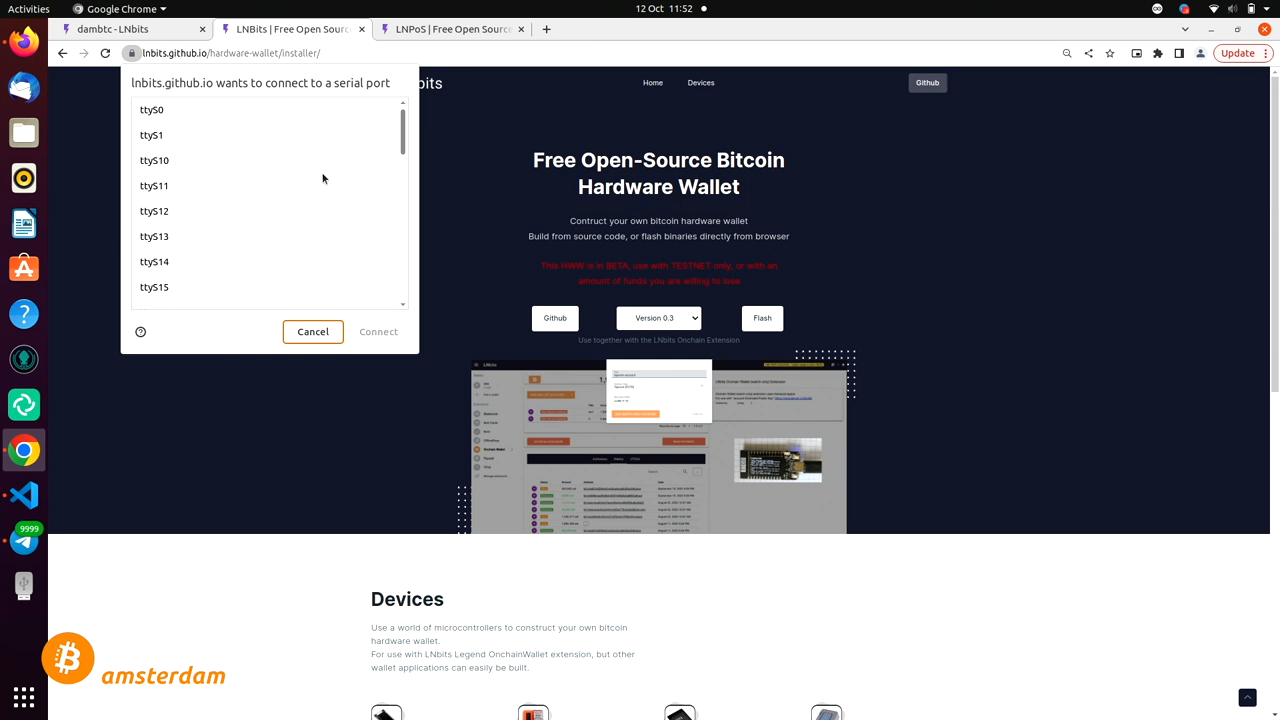 Google Chrome
12 Oct 11:52
dambtc - LNbits
LNBits | Free Open Sourc
LNPoS | Free Open Source
lnbits.github.io/hardware-wallet/installer/
Update
lnbits.github.io wants to connect to a serial port
ttyS0
ttyS1
ttyS10
ttyS11
ttyS12
ttyS13
ttyS14
ttyS15
Cancel
Connect
bits
Home
Devices
Github
Free Open-Source Bitcoin
Hardware Wallet
Contruct your own bitcoin hardware wallet
Build from source code, or flash binaries directly from browser
This HWW is in BETA, use with TESTNET only, or with an
amount of funds you are willing to lose
Github
Version 0.3
Flash
Use together with the LNbits Onchain Extension
9999
Devices
Use a world of microcontrollers to construct your own bitcoin
hardware wallet.
For use with LNbits Legend OnchainWallet extension, but other
wallet applications can easily be built.
amsterdam